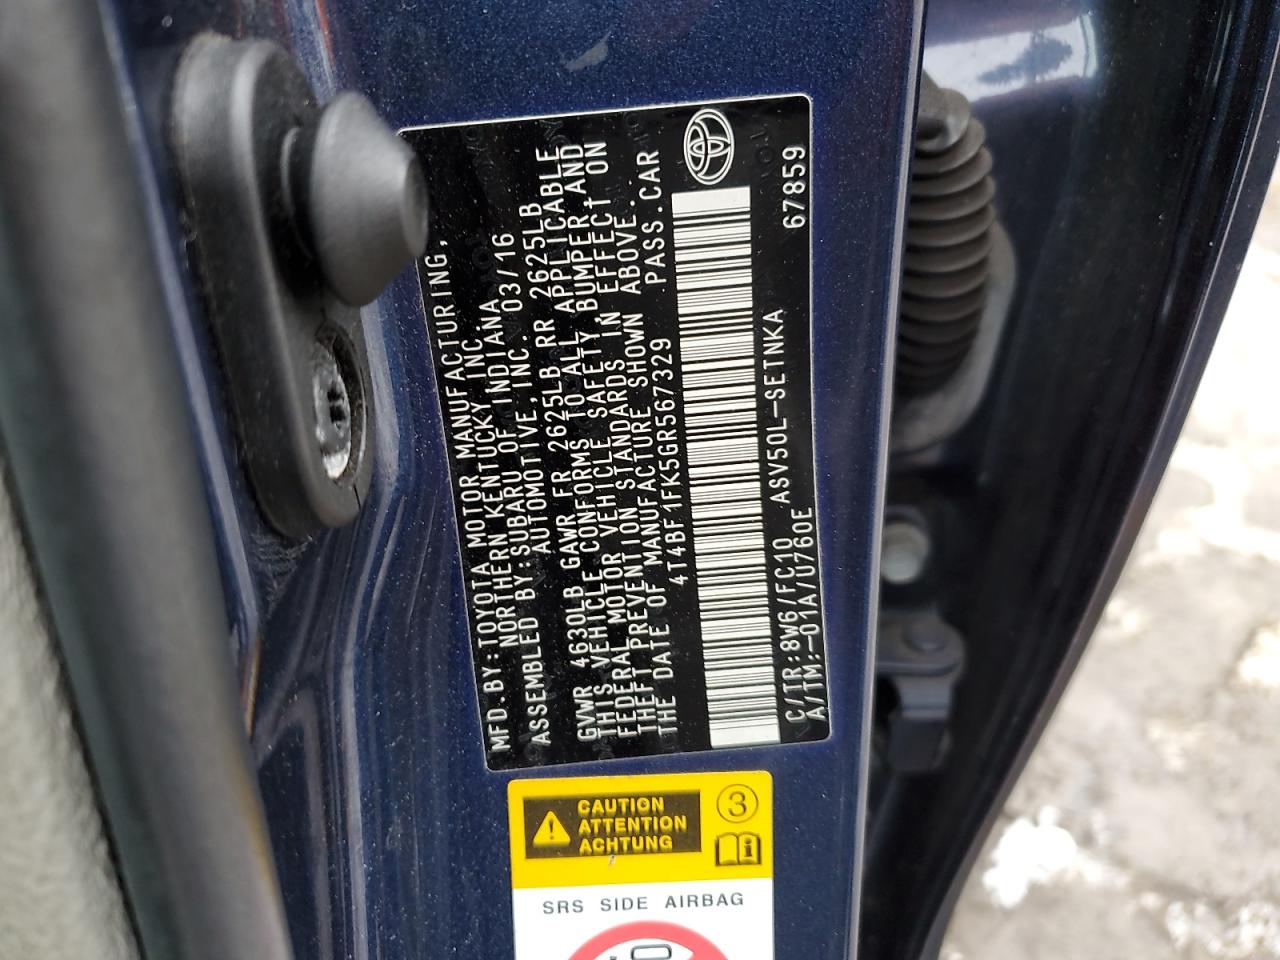 MFD.BY:TOYOTA MOTOR MANUFACTURING,
NORTHERN KENTUCKY,INC.
ASSEMBLED BY:SUBARU OF INDIANA
AUTOMOTIVE,INC. 03/16
GVWR 4630LB GAWR FR 2625LB RR 2625LB
THIS VEHICLE CONFORMS TO ALL APPLICABLE
FEDERAL MOTOR VEHICLE SAFETY,BUMPER,AND
THEFT PREVENTION STANDARDS IN EFFECT ON
THE DATE OF MANUFACTURE SHOWN ABOVE.
4T4BF1FK5GR567329 PASS.CAR
C/TR:8W6/FC10 ASV50L-SETNKA 67859
A/TM:-01A/U760E
CAUTION
ATTENTION
ACHTUNG
3
SRS SIDE AIRBAG